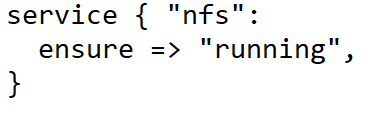 service { "nfs":
  ensure => "running",
}